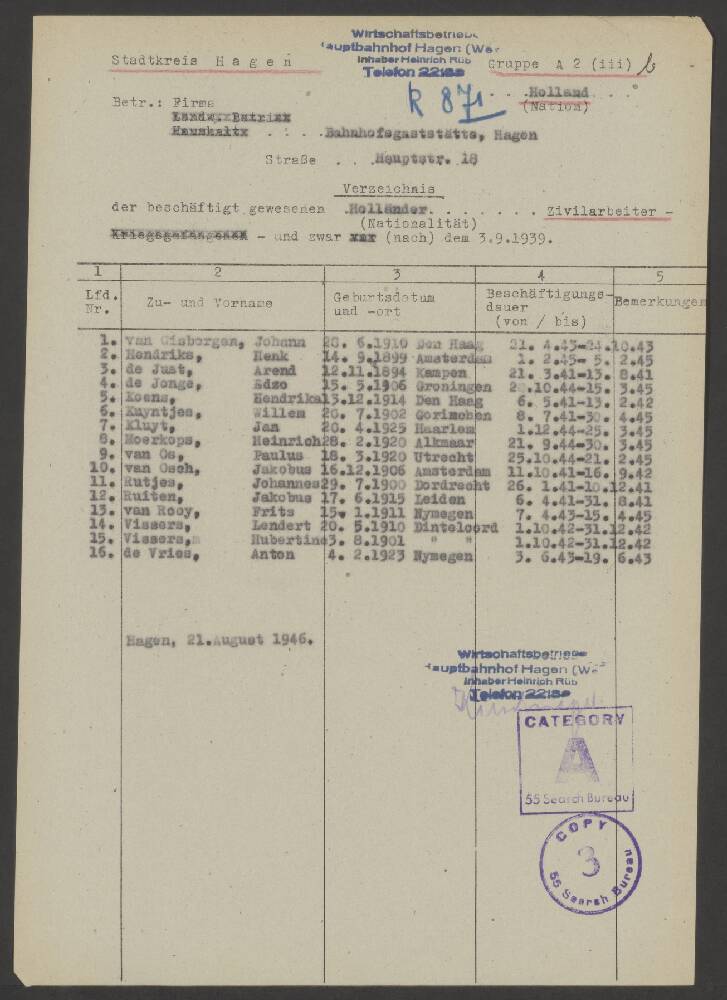 Wirtschaftsbetriebe
Hauptbahnhof Hagen (We
Inhaber Heinrich Rüb
Telefon 22188
Stadtkreis H a g e n
Gruppe A 2 (iii) b
R 871
. . .Holland
(Nation)
Betr.: Firma
Landw. Betrieb
Haushaltx . . . Bahnhofsgaststätte, Hagen
Straße . . .Hauptstr. 18
Verzeichnis
der beschäftigt gewesenen .Holländer. . . . . . . . Zivilarbeiter -
(Nationalität)
Kriegsgefangenen - und zwar xxx (nach) dem 3.9.1939.
1 2 3 4 5
Lfd. Nr. Zu- und Vorname Geburtsdatum und -ort Beschäftigungs-dauer (von / bis) Bemerkungen
1. van Gisbergen, Johann 28. 6.1910 Den Haag 21. 4.43-24.10.43
2. Hendriks, Henk 14. 9.1899 Amsterdam 1. 2.45- 5. 2.45
3. de Just, Arend 12.11.1894 Kampen 21. 3.41-13. 8.41
4. de Jonge, Edzo 15. 5.1906 Groningen 10.44-15. 3.45
5. Koens, Hendrika 13.12.1914 Den Haag 6. 5.41-13. 2.42
6. Kuyntjes, Willem 20. 7.1902 Gorinchen 8. 7.41-30. 4.45
7. Kluyt, Jan 20. 4.1925 Haarlem 1.12.44-25. 3.45
8. Moerkops, Heinrich 28. 2.1920 Alkmaar 21. 9.44-30. 3.45
9. van Os, Paulus 18. 3.1920 Utrecht 25.10.44-21. 2.45
10. van Osch, Jakobus 16.12.1906 Amsterdam 11.10.41-16. 9.42
11. Rutjes, Johannes 29. 7.1900 Dordrecht 26. 1.41-10.12.41
12. Ruiten, Jakobus 17. 6.1915 Leiden 6. 4.41-31. 8.41
13. van Rooy, Frits 15. 1.1911 Nymegen 7. 4.43-15. 4.45
14. Vissers, Lendert 20. 5.1910 Dinteloord 1.10.42-31.12.42
15. Vissers, Hubertine 3. 8.1901 " " 1.10.42-31.12.42
16. de Vries, Anton 4. 2.1923 Nymegen 3. 6.43-19. 6.43
Hagen, 21.August 1946.
Wirtschaftsbetriebe
Hauptbahnhof Hagen (W
Inhaber Heinrich Rüb
Telefon 22188
CATEGORY
A
55 Search Bureau
COPY
3
55 Search Bureau